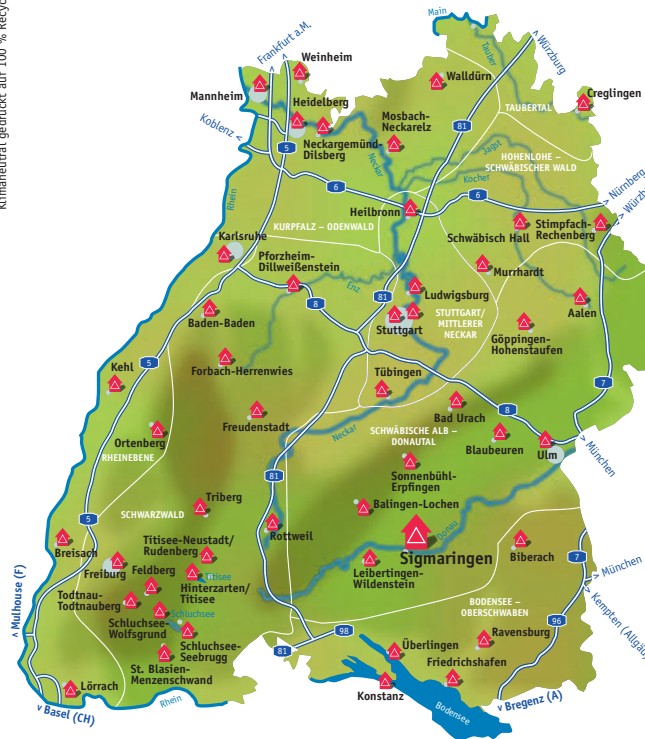 klimaneutral gedruckt auf 100 % Recyc
Main
Frankfurt a.M.
Würzburg
Weinheim
Tauber
Walldürn
Creglingen
Mannheim
TAUBERTAL
Heidelberg
Mosbach-
Neckarelz
Koblenz
81
5
Neckargemünd-
Dilsberg
Neckar
Jagst
HOHENLOHE –
SCHWÄBISCHER WALD
Kocher
6
6
Nürnberg
Rhein
Heilbronn
Würzb
KURPFALZ – ODENWALD
Schwäbisch Hall
Stimpfach-
Rechenberg
Karlsruhe
Pforzheim-
Dillweißenstein
Murrhardt
Enz
81
Ludwigsburg
Aalen
8
Baden-Baden
Stuttgart
STUTTGART/
MITTLERER
NECKAR
Göppingen-
Hohenstaufen
5
Kehl
Forbach-Herrenwies
Tübingen
7
Bad Urach
8
Freudenstadt
Neckar
SCHWÄBISCHE ALB –
DONAUTAL
Blaubeuren
Ulm
München
Ortenberg
RHEINEBENE
Sonnenbühl-
Erpfingen
81
Triberg
Balingen-Lochen
SCHWARZWALD
5
Rottweil
Donau
Breisach
Titisee-Neustadt/
Rudenberg
Sigmaringen
Biberach
7
Freiburg
Feldberg
Titisee
Hinterzarten/
Titisee
Leibertingen-
Wildenstein
München
Mulhouse (F)
Todtnau-
Todtnauberg
Schluchsee
BODENSEE –
OBERSCHWABEN
Kempten (Allgäu
96
Schluchsee-
Wolfsgrund
98
Ravensburg
Schluchsee-
Seebrugg
81
Überlingen
St. Blasien-
Menzenschwand
Friedrichshafen
Lörrach
Rhein
Konstanz
Bodensee
Basel (CH)
Bregenz (A)